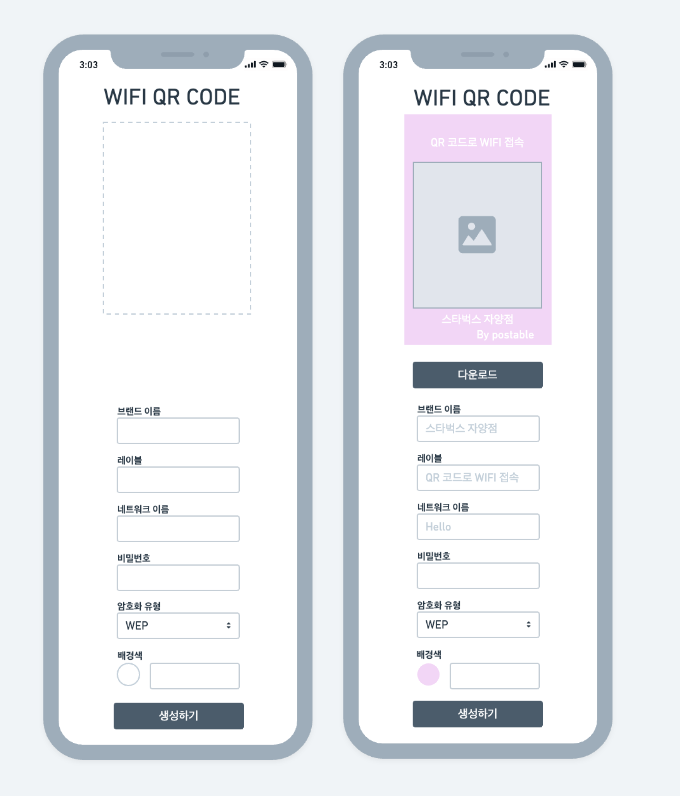 3:03
WIFI QR CODE
브랜드 이름
레이블
네트워크 이름
비밀번호
암호화 유형
WEP
배경색
생성하기
3:03
WIFI QR CODE
QR 코드로 WIFI 접속
스타벅스 자양점
By postable
다운로드
브랜드 이름
스타벅스 자양점
레이블
QR 코드로 WIFI 접속
네트워크 이름
Hello
비밀번호
암호화 유형
WEP
배경색
생성하기